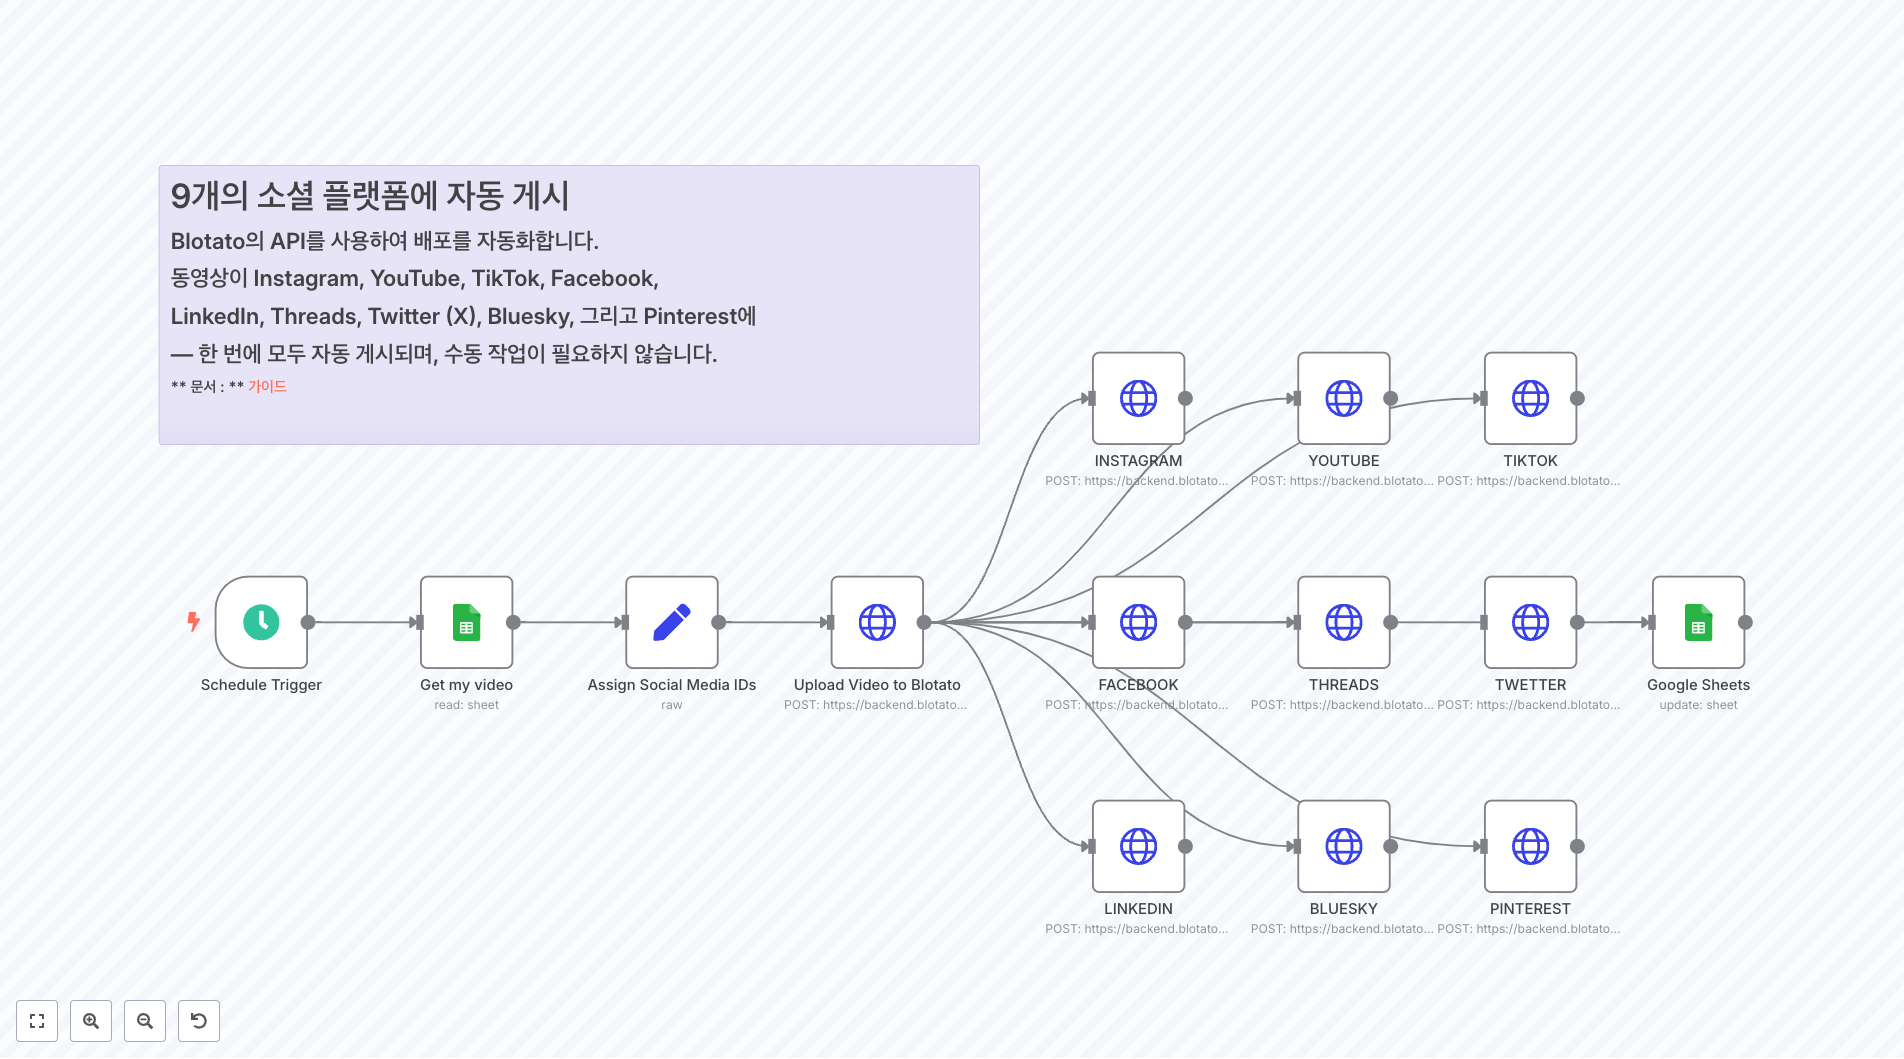 9개의 소셜 플랫폼에 자동 게시
Blotato의 API를 사용하여 배포를 자동화합니다.
동영상이 Instagram, YouTube, TikTok, Facebook,
LinkedIn, Threads, Twitter (X), Bluesky, 그리고 Pinterest에
— 한 번에 모두 자동 게시되며, 수동 작업이 필요하지 않습니다.
** 문서 : ** 가이드
INSTAGRAM
POST: https://backend.blotato...
YOUTUBE
POST: https://backend.blotato...
TIKTOK
POST: https://backend.blotato...
Schedule Trigger
Get my video
read: sheet
Assign Social Media IDs
raw
Upload Video to Blotato
POST: https://backend.blotato...
FACEBOOK
POST: https://backend.blotato...
THREADS
POST: https://backend.blotato...
TWETTER
POST: https://backend.blotato...
Google Sheets
update: sheet
LINKEDIN
POST: https://backend.blotato...
BLUESKY
POST: https://backend.blotato...
PINTEREST
POST: https://backend.blotato...